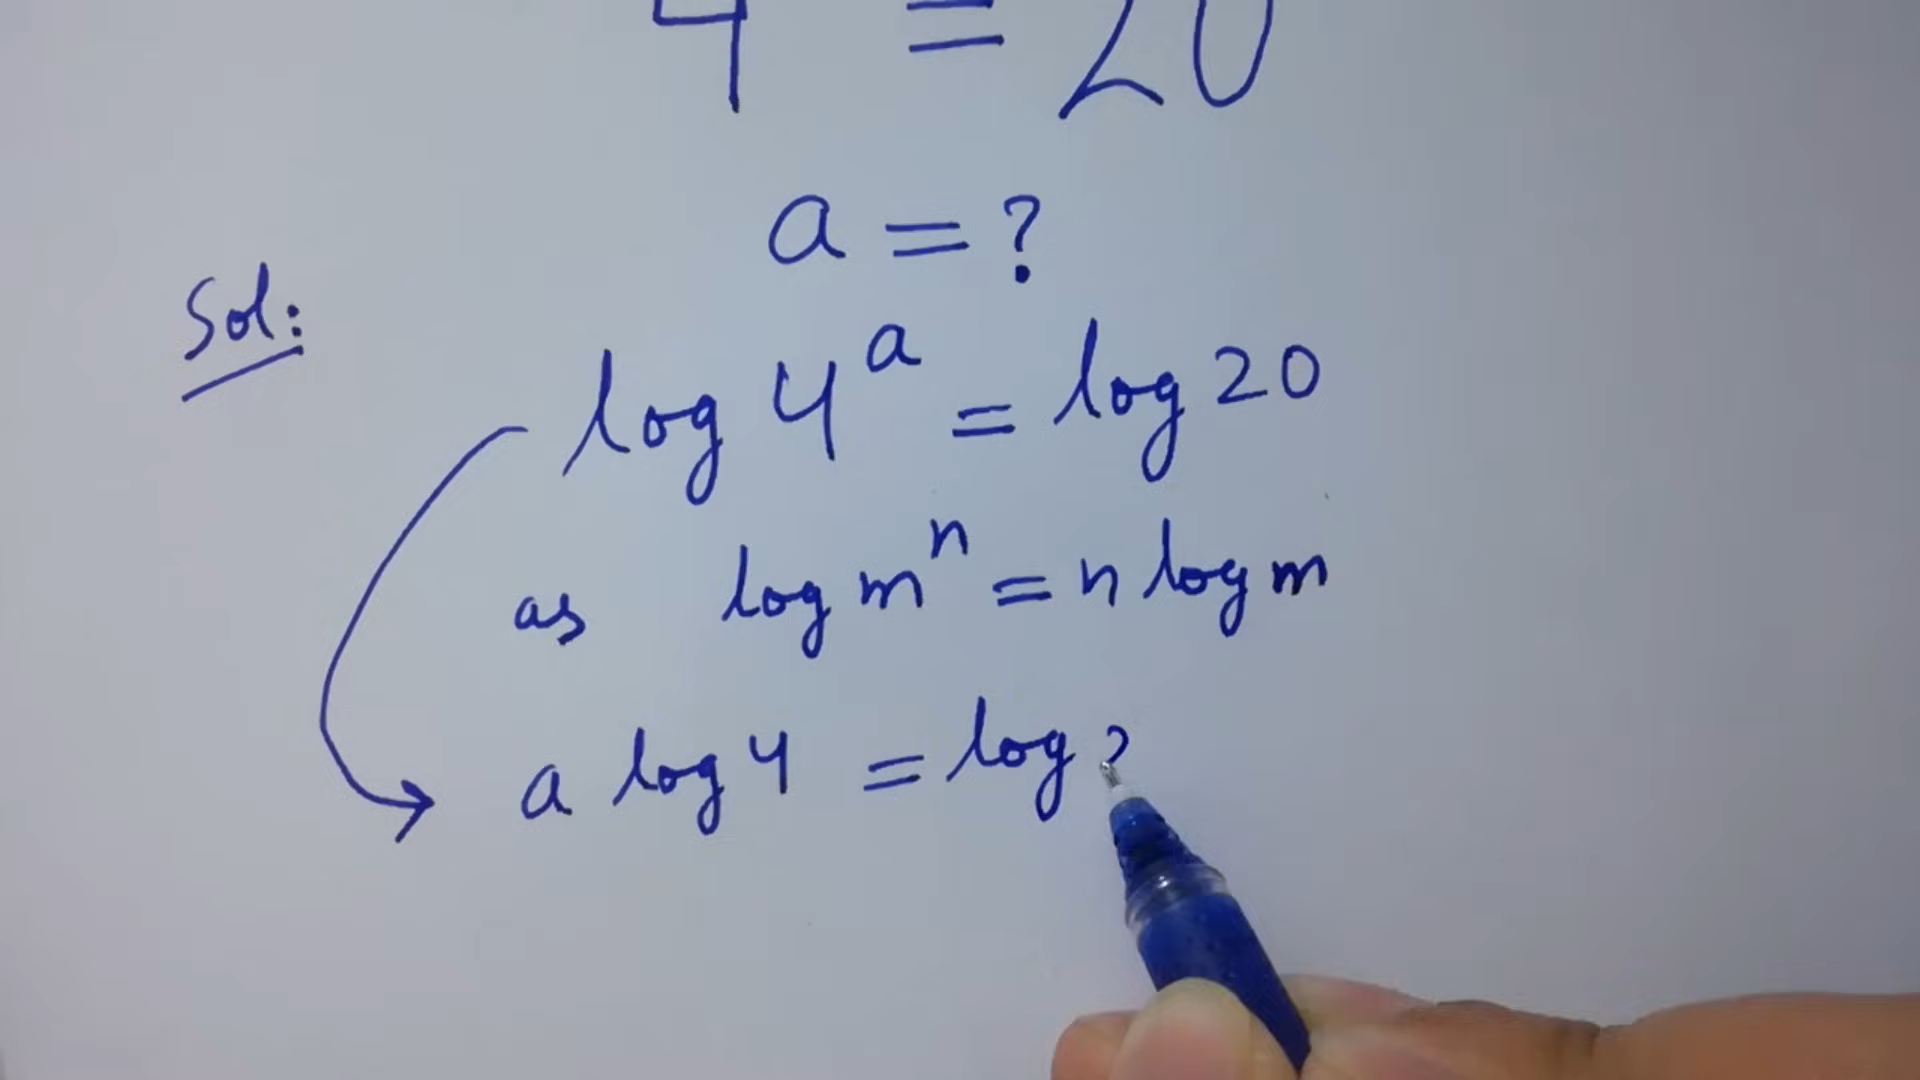 4 = 20
a = ?
Sol:
log 4^a = log 20
as log m^n = n log m
a log 4 = log 2